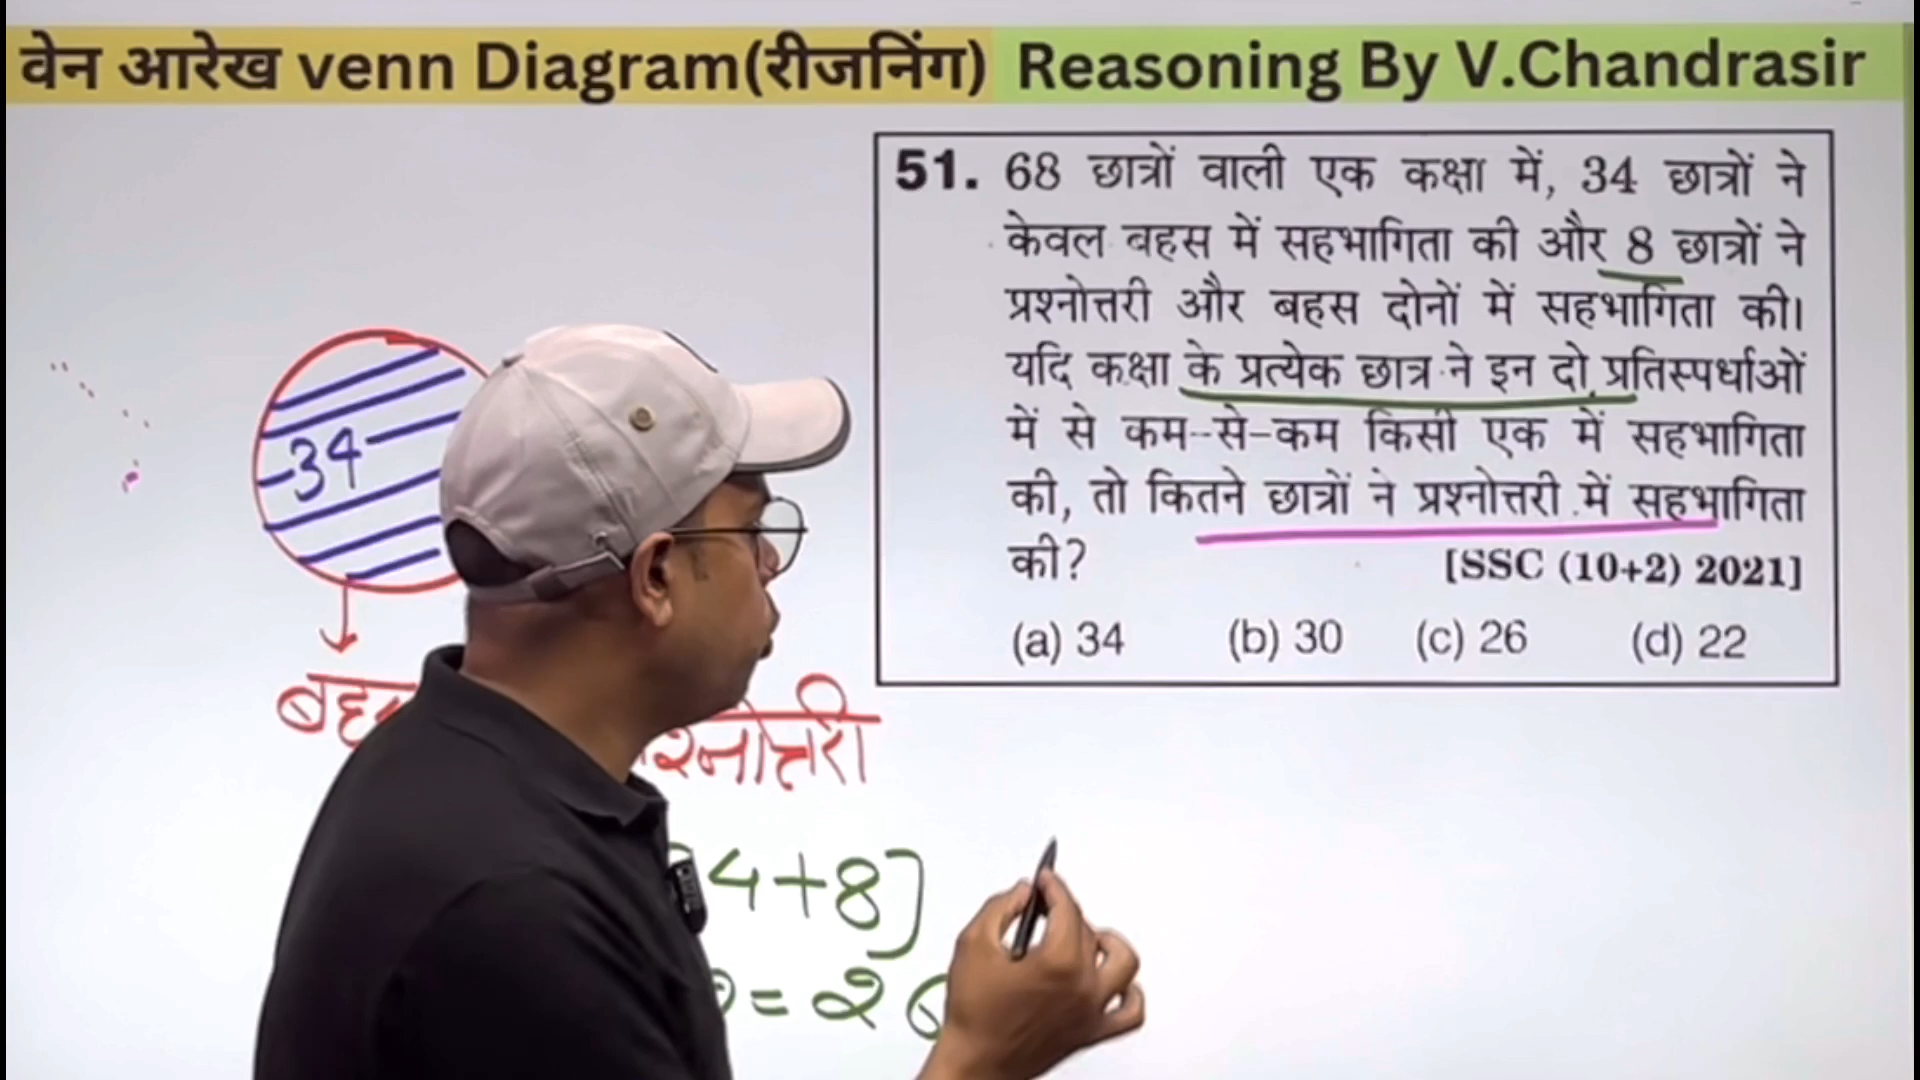 वेन आरेख venn Diagram(रीजनिंग) Reasoning By V.Chandrasir
51. 68 छात्रों वाली एक कक्षा में, 34 छात्रों ने
केवल बहस में सहभागिता की और 8 छात्रों ने
प्रश्नोत्तरी और बहस दोनों में सहभागिता की।
यदि कक्षा के प्रत्येक छात्र ने इन दो प्रतिस्पर्धाओं
में से कम-से-कम किसी एक में सहभागिता
की, तो कितने छात्रों ने प्रश्नोत्तरी में सहभागिता
की? [SSC (10+2) 2021]
(a) 34 (b) 30 (c) 26 (d) 22
34
4+8]
= 2